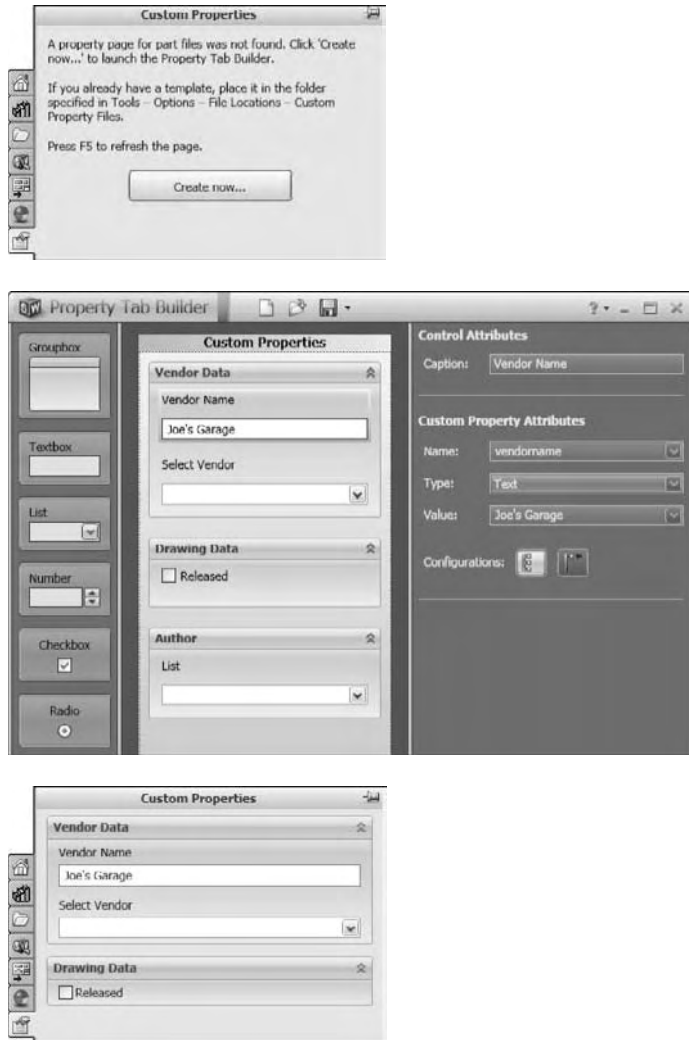 Custom Properties
A property page for part files was not found. Click 'Create
now...' to launch the Property Tab Builder.
If you already have a template, place it in the folder
specified in Tools – Options – File Locations – Custom
Property Files.
Press F5 to refresh the page.
Create now...
Property Tab Builder
?
Groupbox
Textbox
List
Number
Checkbox
Radio
Custom Properties
Vendor Data
Vendor Name
Joe's Garage
Select Vendor
Drawing Data
Released
Author
List
Control Attributes
Caption: Vendor Name
Custom Property Attributes
Name: vendorname
Type: Text
Value: Joe's Garage
Configurations:
Custom Properties
Vendor Data
Vendor Name
Joe's Garage
Select Vendor
Drawing Data
Released